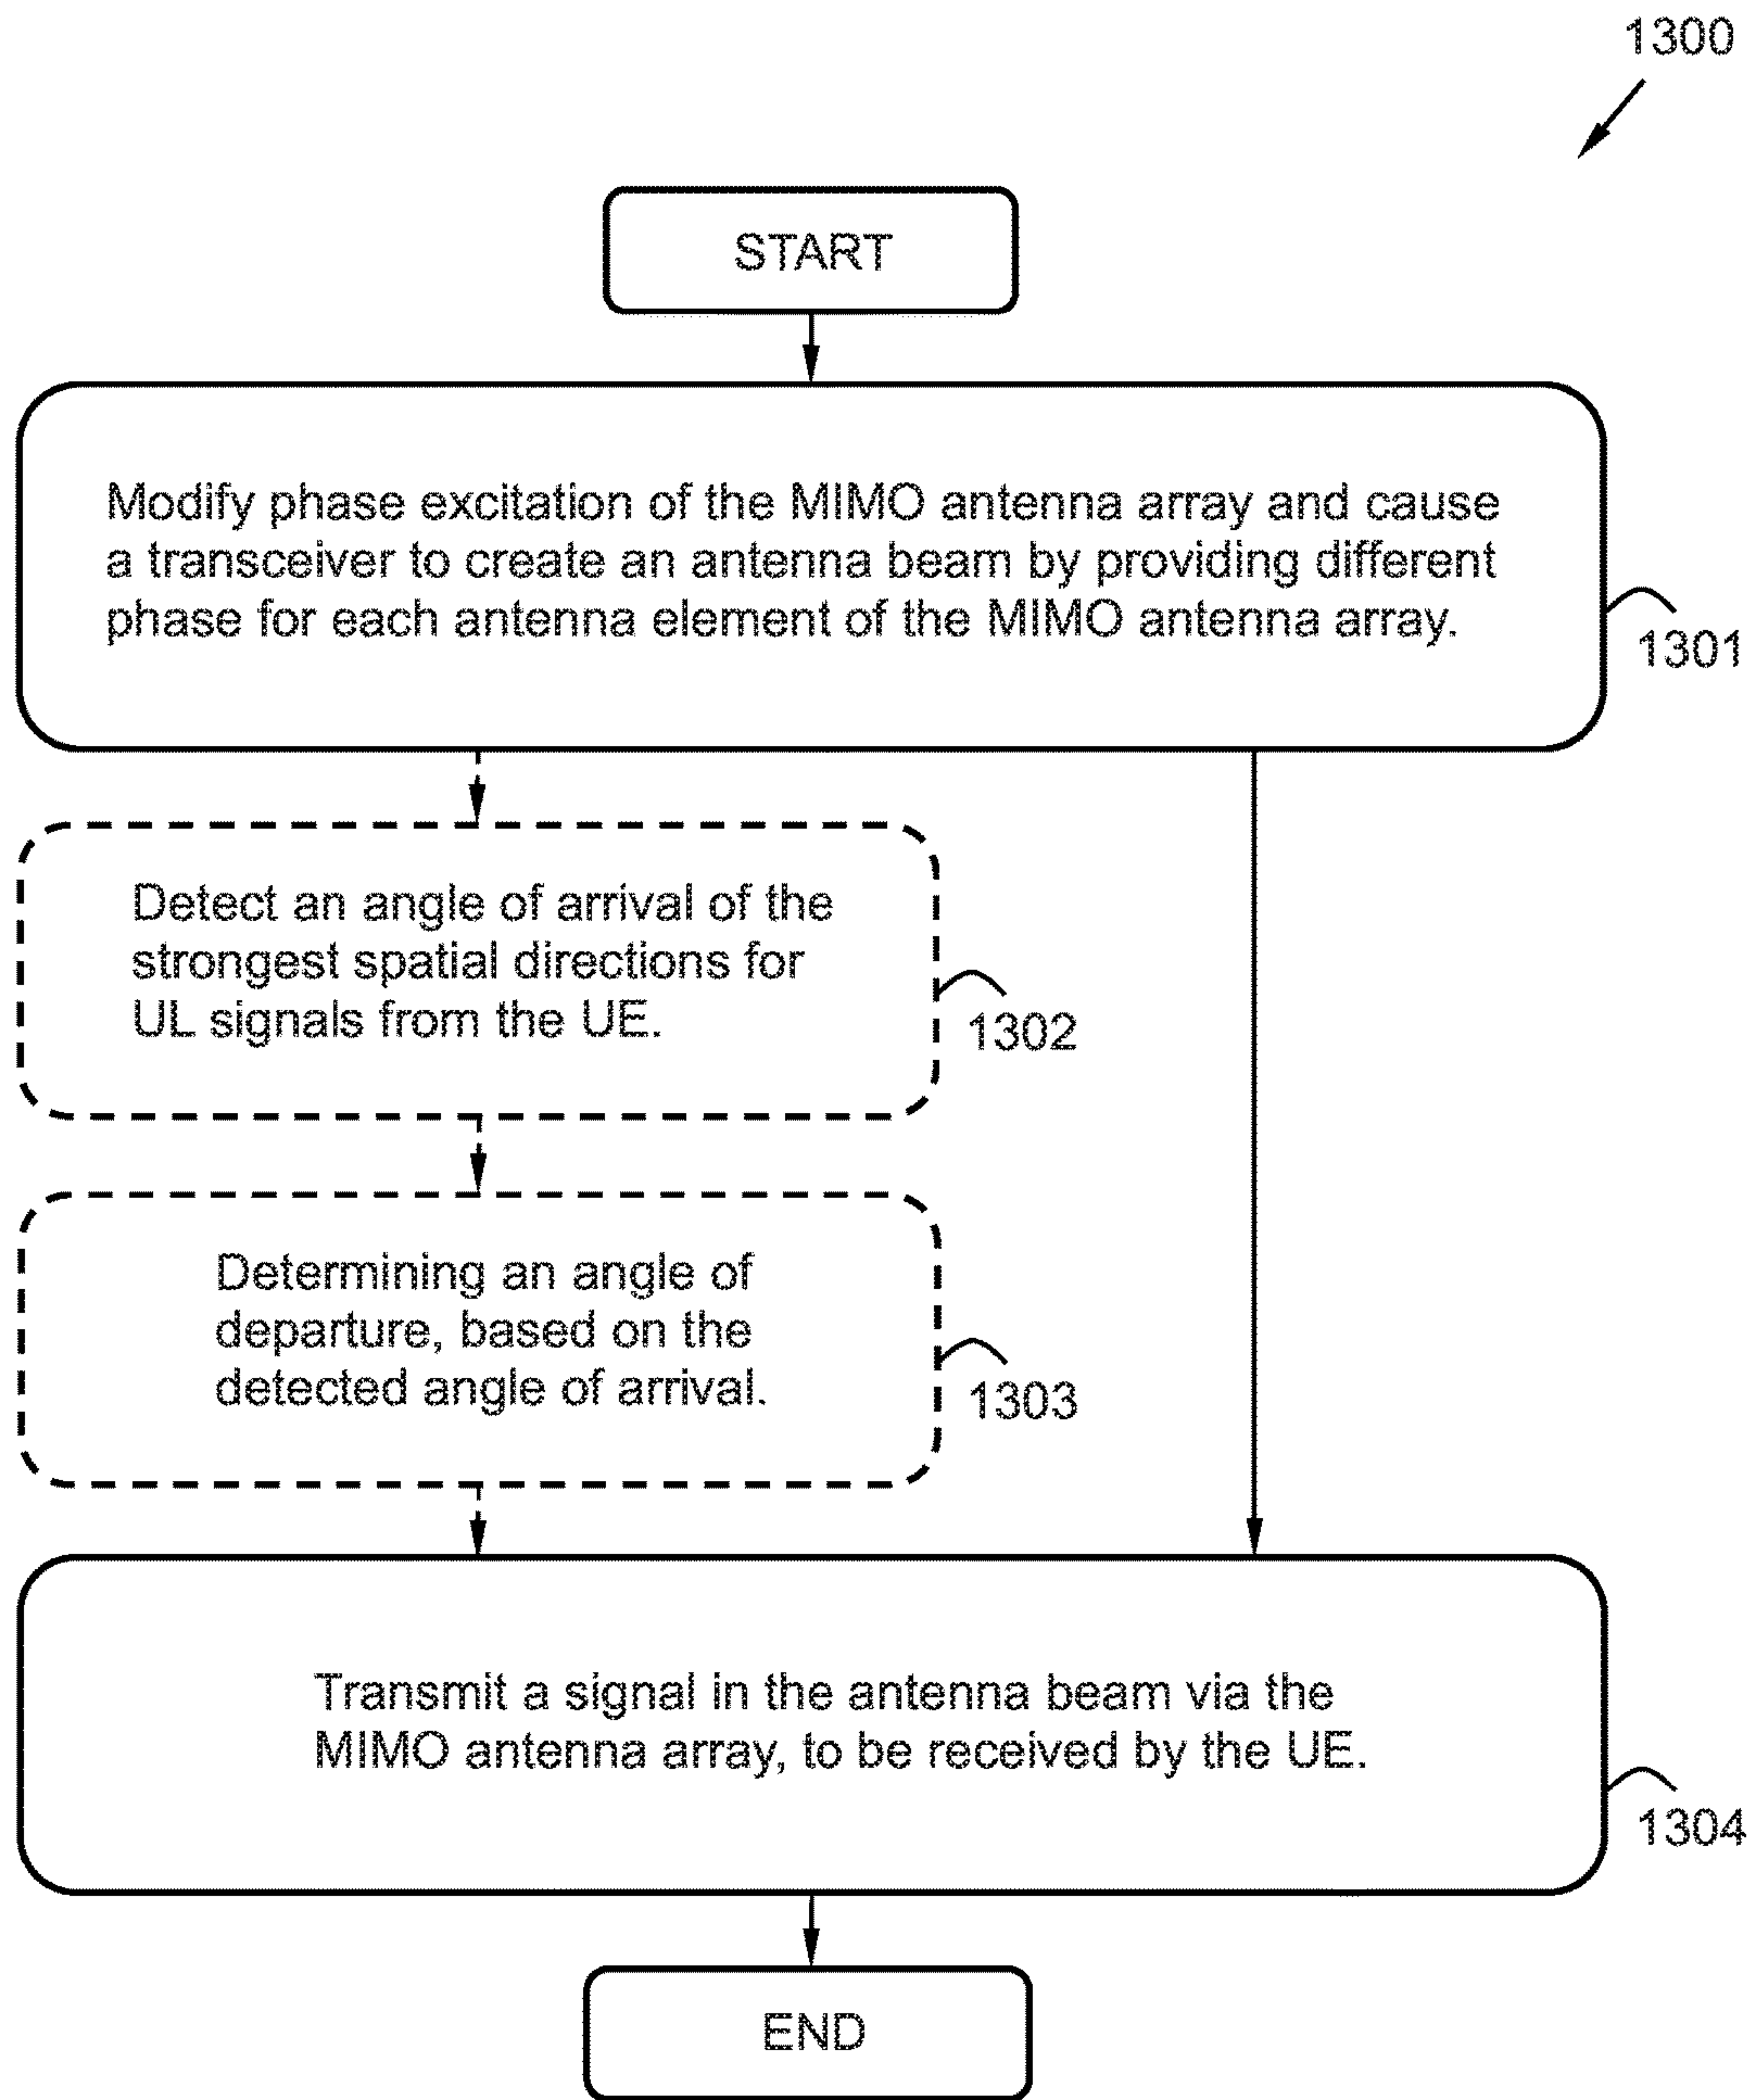 1300
START
Modify phase excitation of the MIMO antenna array and cause
a transceiver to create an antenna beam by providing different
phase for each antenna element of the MIMO antenna array.
1301
Detect an angle of arrival of the
strongest spatial directions for
UL signals from the UE.
1302
Determining an angle of
departure, based on the
detected angle of arrival.
1303
Transmit a signal in the antenna beam via the
MIMO antenna array, to be received by the UE.
1304
END